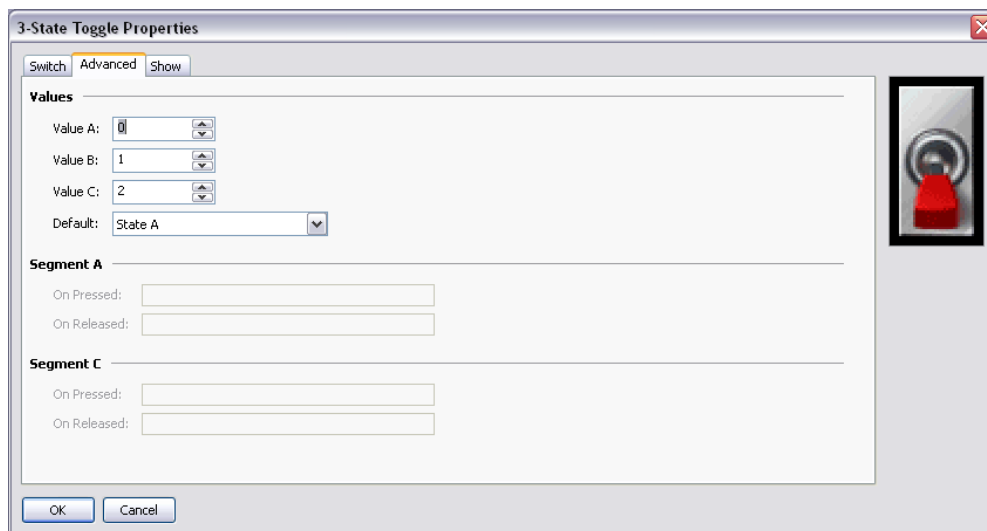 3-State Toggle Properties
Switch Advanced Show
Values
Value A: 0
Value B: 1
Value C: 2
Default: State A
Segment A
On Pressed:
On Released:
Segment C
On Pressed:
On Released:
OK Cancel